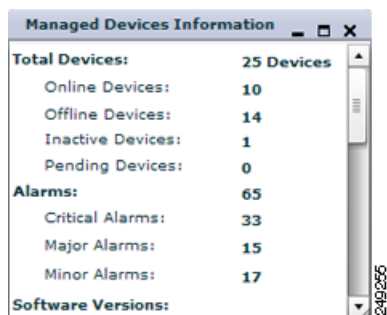 Managed Devices Information
Total Devices: 25 Devices
Online Devices: 10
Offline Devices: 14
Inactive Devices: 1
Pending Devices: 0
Alarms: 65
Critical Alarms: 33
Major Alarms: 15
Minor Alarms: 17
Software Versions:
249255